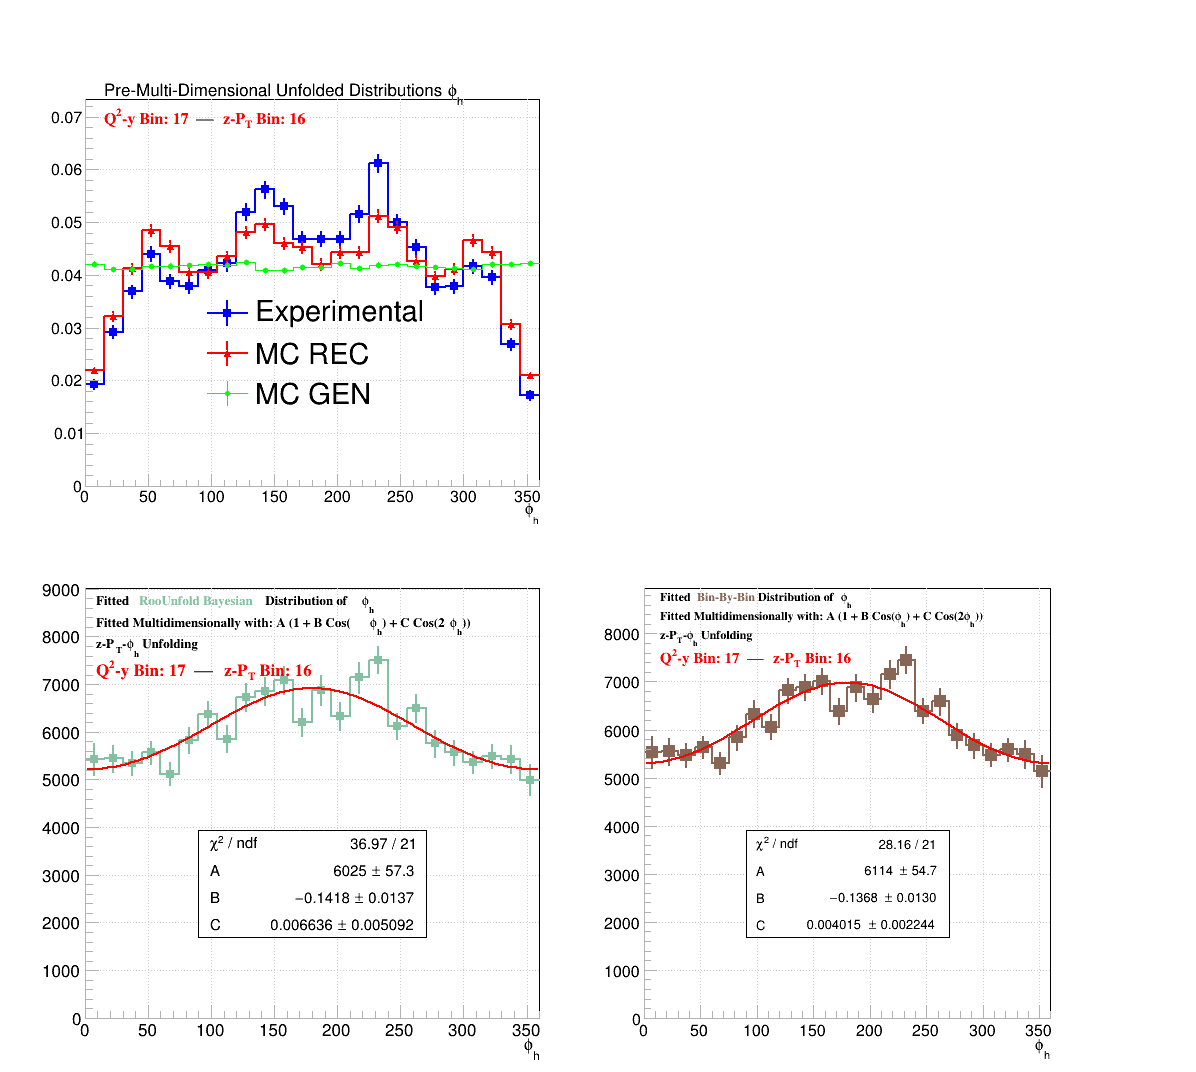 Pre-Multi-Dimensional Unfolded Distributions ϕh
Q2-y Bin: 17 — z-PT Bin: 16
0.07
0.06
0.05
0.04
0.03
0.02
0.01
0
Experimental
MC REC
MC GEN
0 50 100 150 200 250 300 350
ϕh
Fitted RooUnfold Bayesian Distribution of ϕh
Fitted Multidimensionally with: A (1 + B Cos( ϕh) + C Cos(2 ϕh))
z-PT-ϕh Unfolding
Q2-y Bin: 17 — z-PT Bin: 16
9000
8000
7000
6000
5000
4000
3000
2000
1000
0
χ2 / ndf 36.97 / 21
A 6025 ± 57.3
B −0.1418 ± 0.0137
C 0.006636 ± 0.005092
0 50 100 150 200 250 300 350
ϕh
Fitted Bin-By-Bin Distribution of ϕh
Fitted Multidimensionally with: A (1 + B Cos(ϕh) + C Cos(2ϕh))
z-PT-ϕh Unfolding
Q2-y Bin: 17 — z-PT Bin: 16
8000
7000
6000
5000
4000
3000
2000
1000
0
χ2 / ndf 28.16 / 21
A 6114 ± 54.7
B −0.1368 ± 0.0130
C 0.004015 ± 0.002244
0 50 100 150 200 250 300 350
ϕh